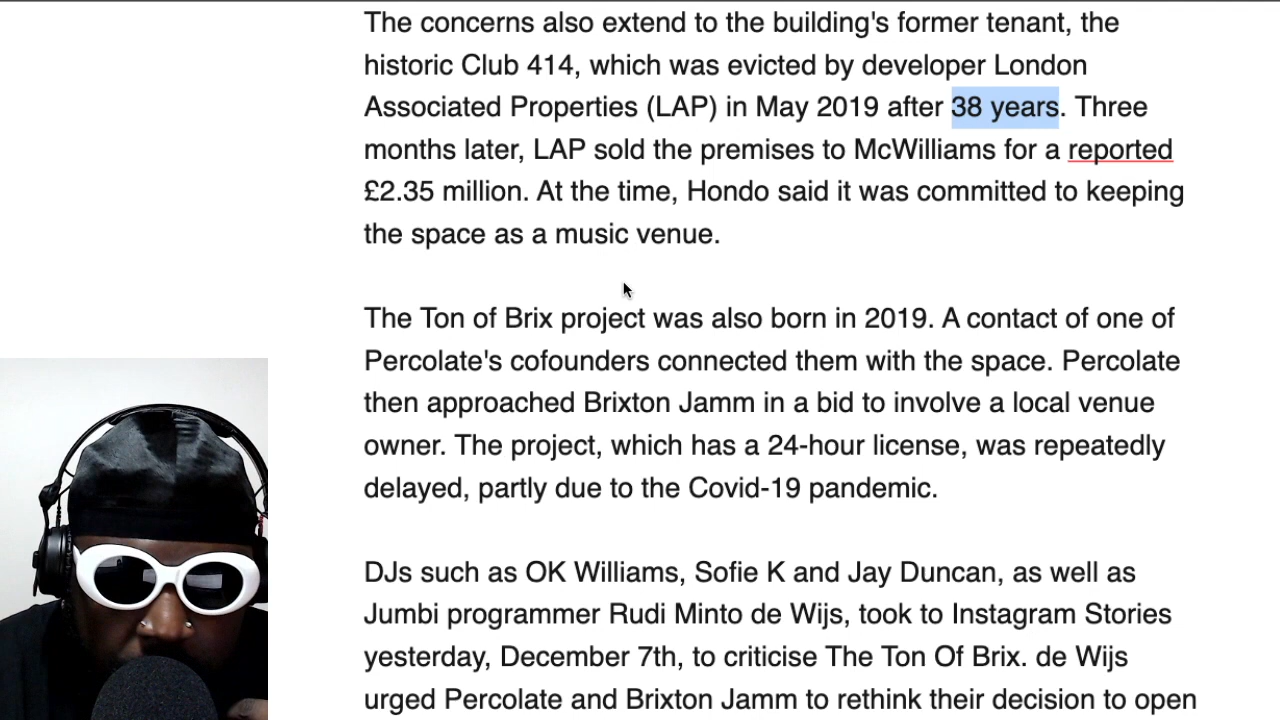 The concerns also extend to the building's former tenant, the
historic Club 414, which was evicted by developer London
Associated Properties (LAP) in May 2019 after 38 years. Three
months later, LAP sold the premises to McWilliams for a reported
£2.35 million. At the time, Hondo said it was committed to keeping
the space as a music venue.
The Ton of Brix project was also born in 2019. A contact of one of
Percolate's cofounders connected them with the space. Percolate
then approached Brixton Jamm in a bid to involve a local venue
owner. The project, which has a 24-hour license, was repeatedly
delayed, partly due to the Covid-19 pandemic.
DJs such as OK Williams, Sofie K and Jay Duncan, as well as
Jumbi programmer Rudi Minto de Wijs, took to Instagram Stories
yesterday, December 7th, to criticise The Ton Of Brix. de Wijs
urged Percolate and Brixton Jamm to rethink their decision to open